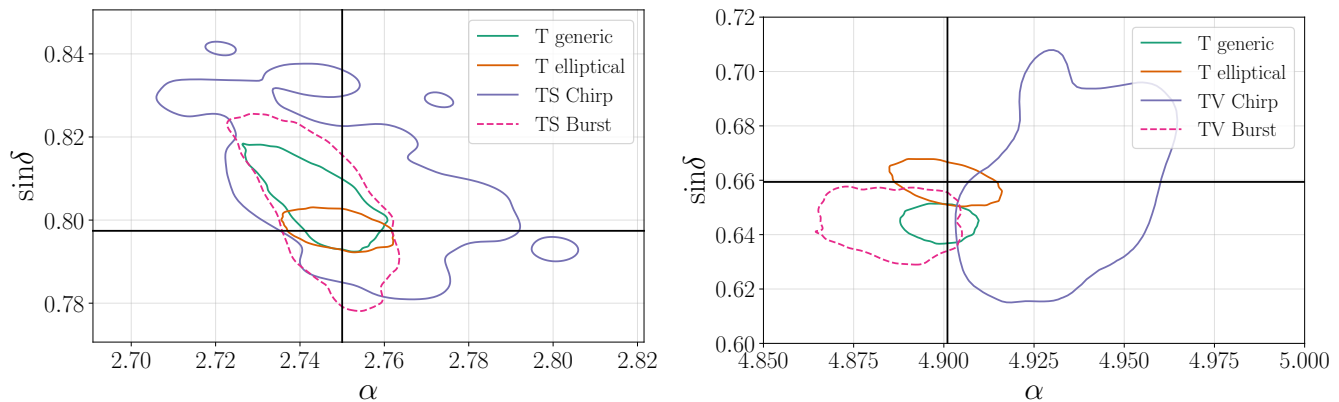 0.84
0.82
0.80
0.78
sinδ
2.70 2.72 2.74 2.76 2.78 2.80 2.82
α
T generic
T elliptical
TS Chirp
TS Burst
0.72
0.70
0.68
0.66
0.64
0.62
0.60
sinδ
4.850 4.875 4.900 4.925 4.950 4.975 5.000
α
T generic
T elliptical
TV Chirp
TV Burst